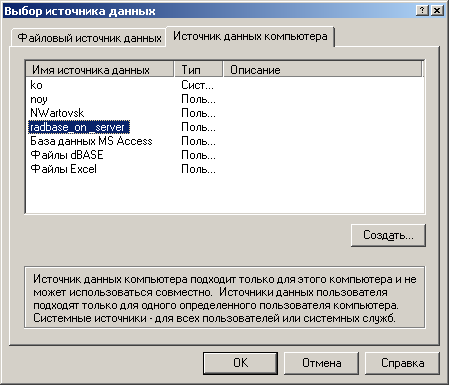 Выбор источника данных
Файловый источник данных Источник данных компьютера
Имя источника данных Тип Описание
ko Сист...
noy Поль...
NWartovsk Поль...
radbase_on_server Поль...
База данных MS Access Поль...
Файлы dBASE Поль...
Файлы Excel Поль...
Создать...
Источник данных компьютера подходит только для этого компьютера и не
может использоваться совместно. Источники данных пользователя
подходят только для одного определенного пользователя компьютера.
Системные источники - для всех пользователей или системных служб.
OK Отмена Справка